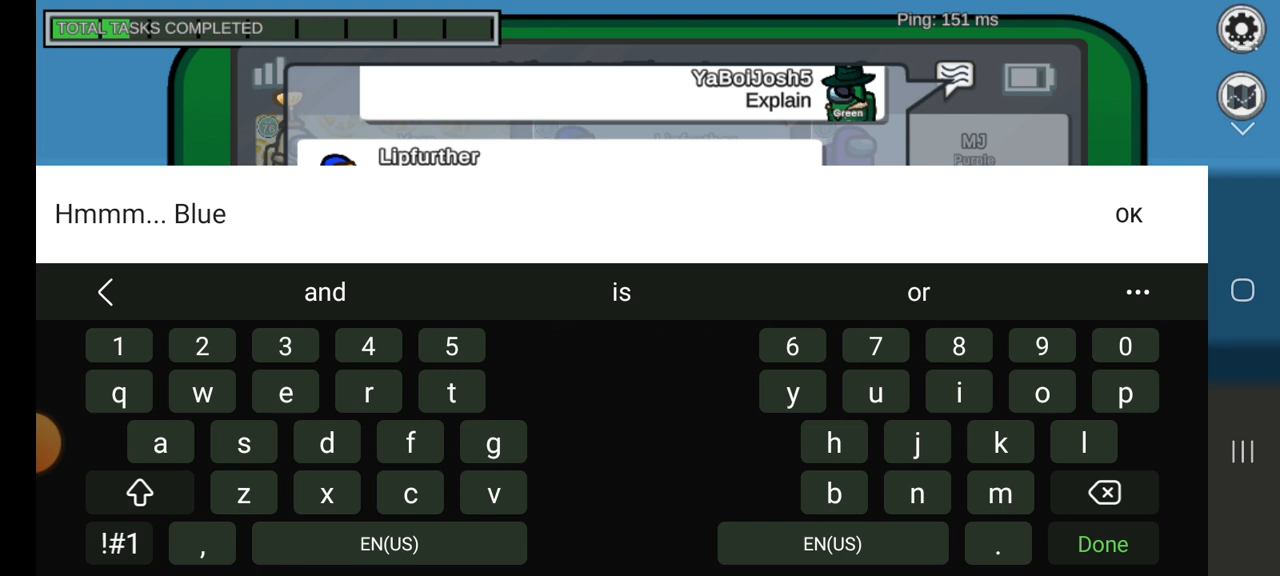 TOTAL TASKS COMPLETED
Ping: 151 ms
YaBoiJosh5
Explain
Green
MJ
Purple
Lipfurther
Lipfurther
Hmmm... Blue
OK
and is or ...
1 2 3 4 5 6 7 8 9 0
q w e r t y u i o p
a s d f g h j k l
z x c v b n m
!#1 , EN(US) EN(US) . Done